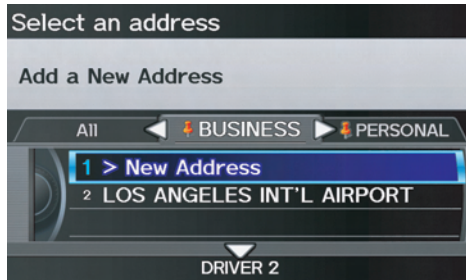 Select an address
Add a New Address
All BUSINESS PERSONAL
1 > New Address
2 LOS ANGELES INT'L AIRPORT
DRIVER 2